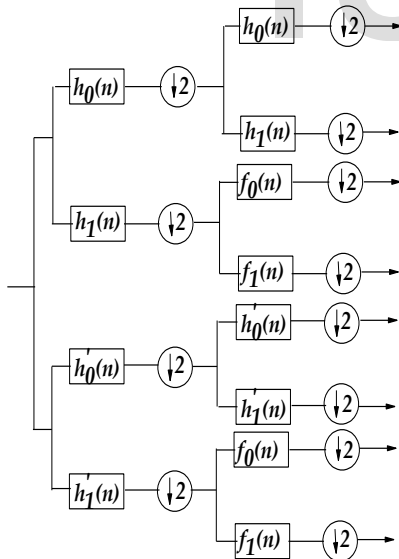 h0(n) ↓2
h0(n) ↓2
h1(n) ↓2
f0(n) ↓2
h1(n) ↓2
f1(n) ↓2
h'0(n) ↓2
h'0(n) ↓2
h'1(n) ↓2
f0(n) ↓2
h'1(n) ↓2
f1(n) ↓2